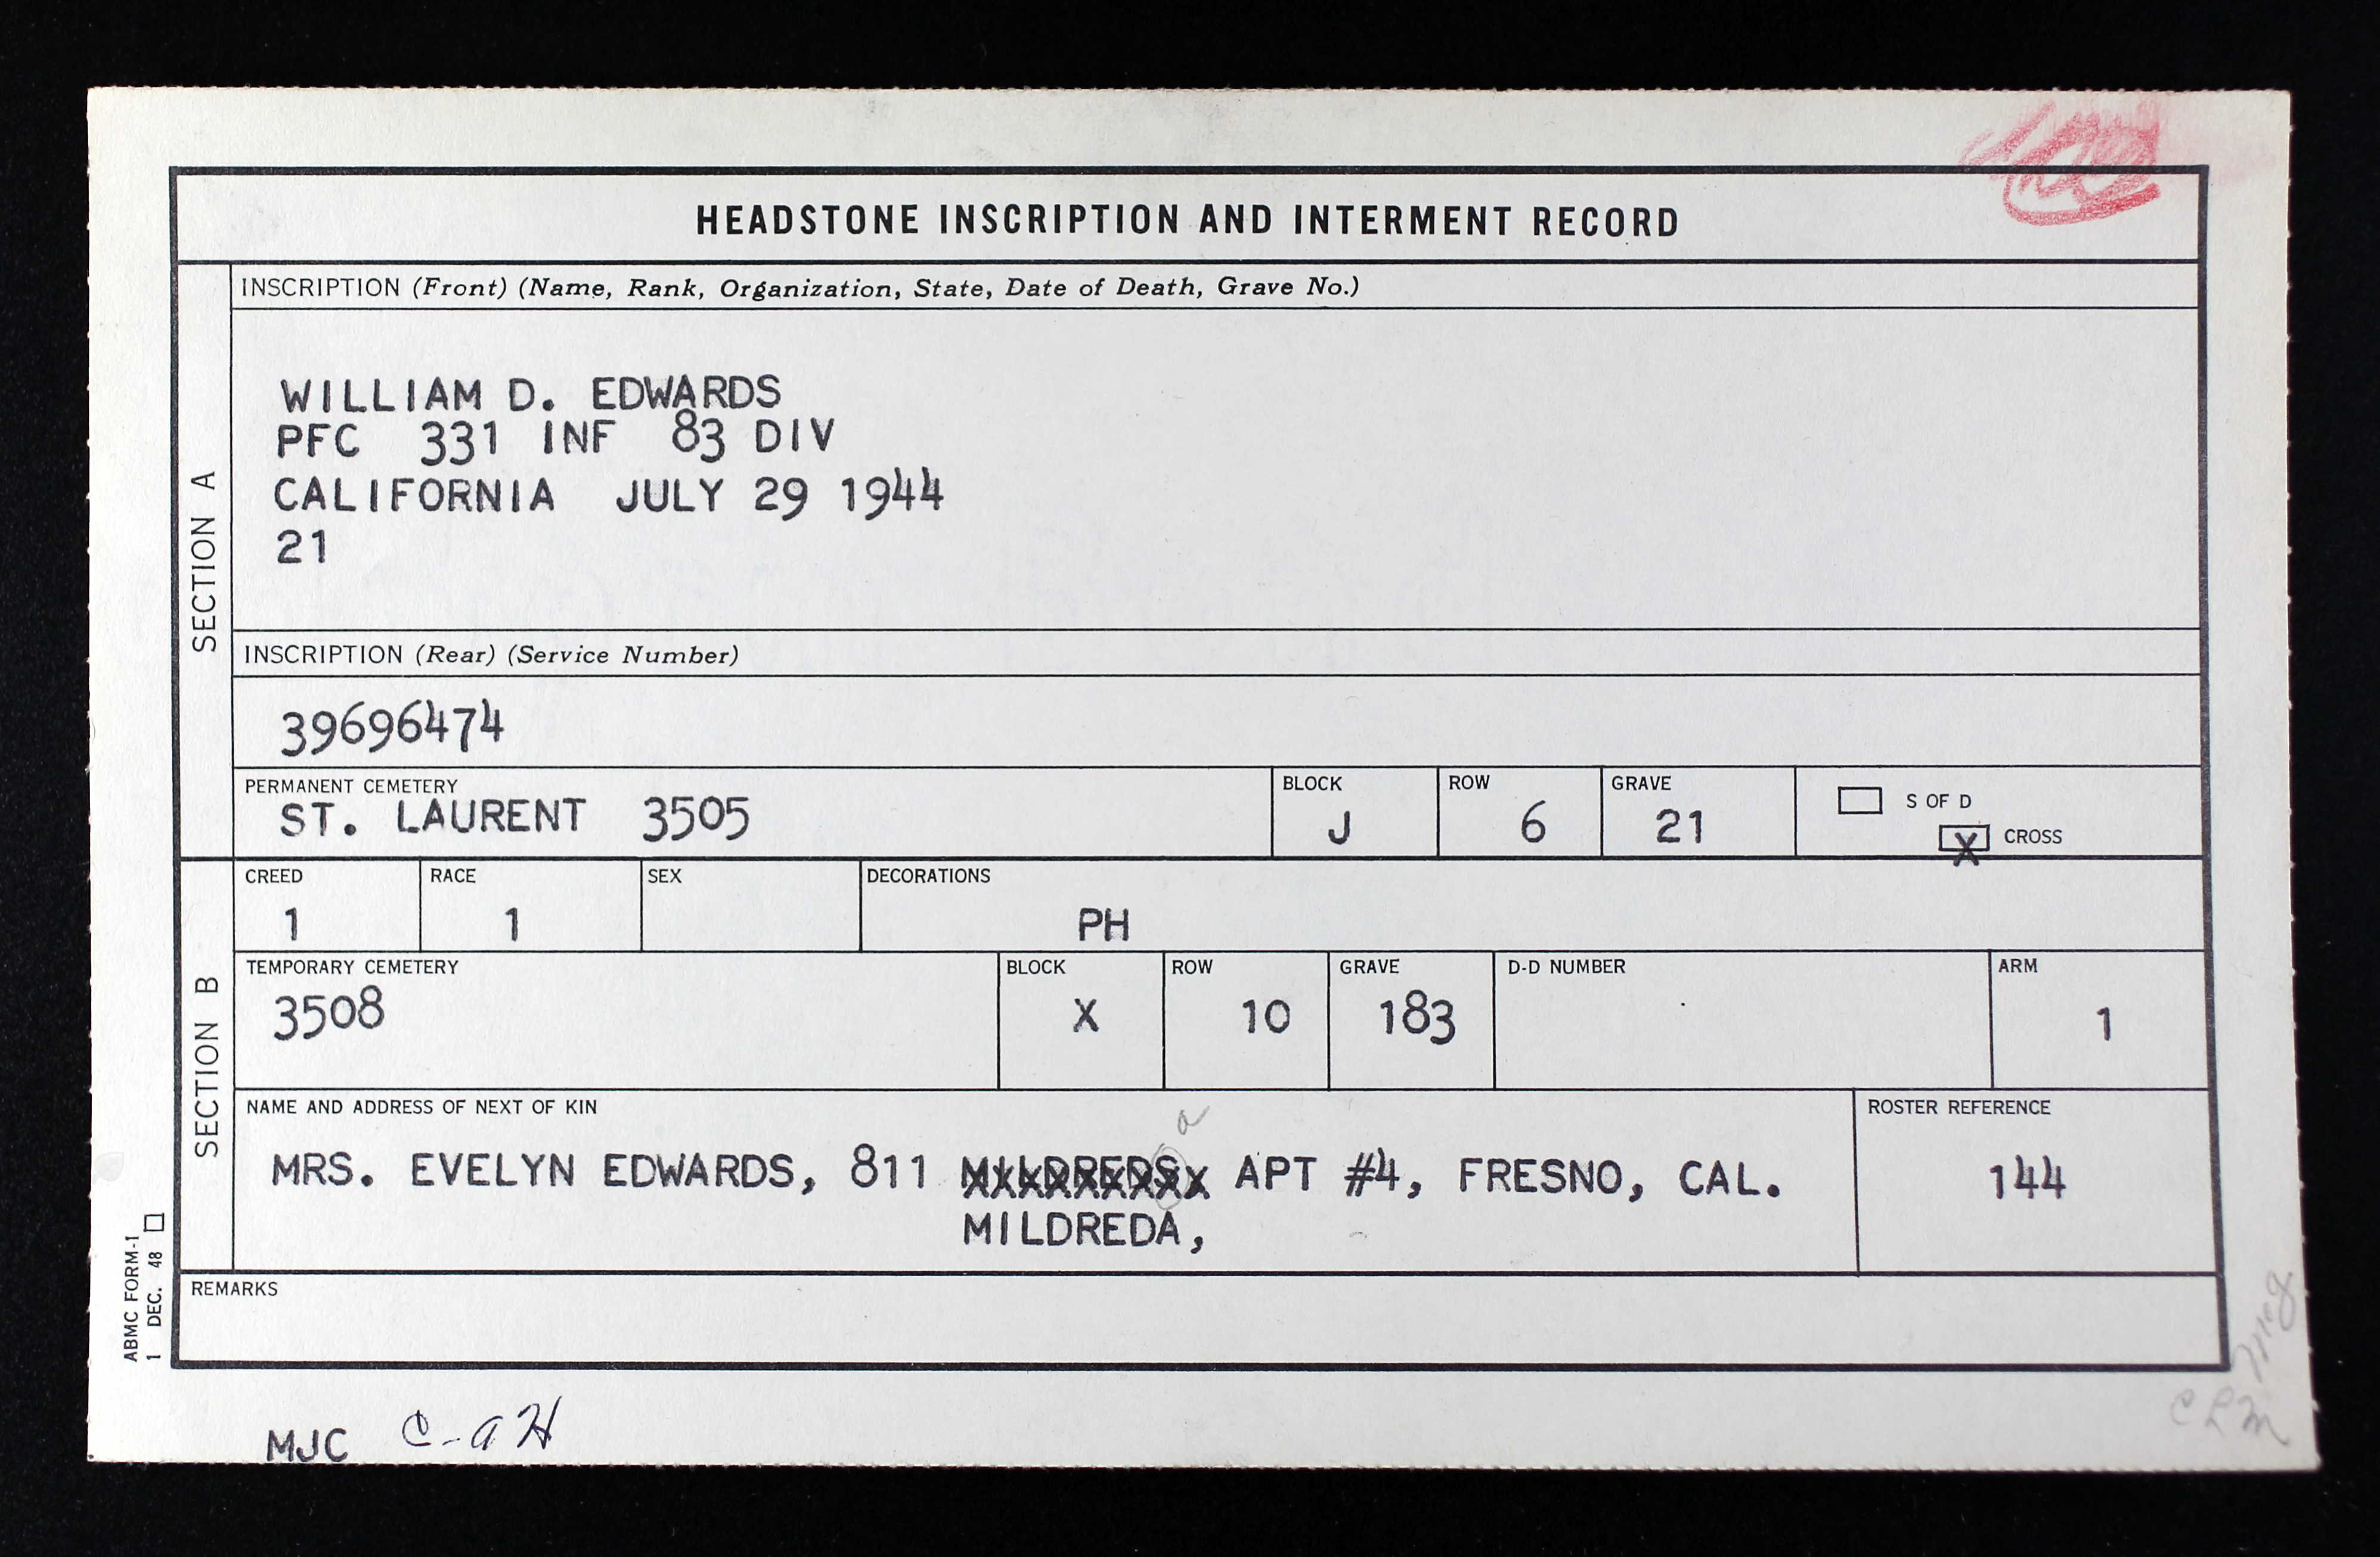 HEADSTONE INSCRIPTION AND INTERMENT RECORD
SECTION A
INSCRIPTION (Front) (Name, Rank, Organization, State, Date of Death, Grave No.)
WILLIAM D. EDWARDS
PFC 331 INF 83 DIV
CALIFORNIA JULY 29 1944
21
INSCRIPTION (Rear) (Service Number)
39696474
PERMANENT CEMETERY BLOCK ROW GRAVE S OF D
ST. LAURENT 3505 J 6 21 X CROSS
SECTION B
CREED RACE SEX DECORATIONS
1 1 PH
TEMPORARY CEMETERY BLOCK ROW GRAVE D-D NUMBER ARM
3508 X 10 183 1
NAME AND ADDRESS OF NEXT OF KIN ROSTER REFERENCE
a
MRS. EVELYN EDWARDS, 811 MILDREDS, APT #4, FRESNO, CAL. 144
MILDREDA,
REMARKS
ABMC FORM-1
1 DEC. 48
MJC C-aH
CLM